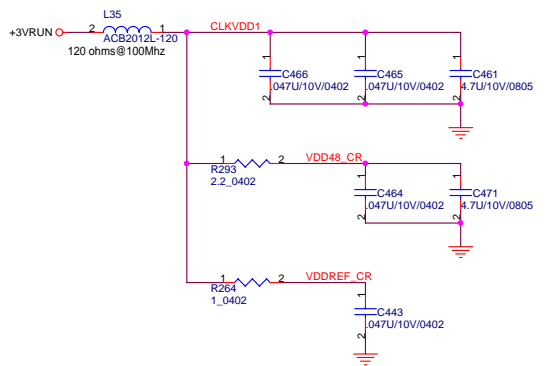 L35
+3VRUN 2 1 CLKVDD1
ACB2012L-120
120 ohms@100Mhz
1 1 1
C466 C465 C461
.047U/10V/0402 .047U/10V/0402 4.7U/10V/0805
2 2 2
1 2 VDD48_CR
R293
2.2_0402
1 1
C464 C471
.047U/10V/0402 4.7U/10V/0805
2 2
1 2 VDDREF_CR
R264
1_0402
1
C443
.047U/10V/0402
2